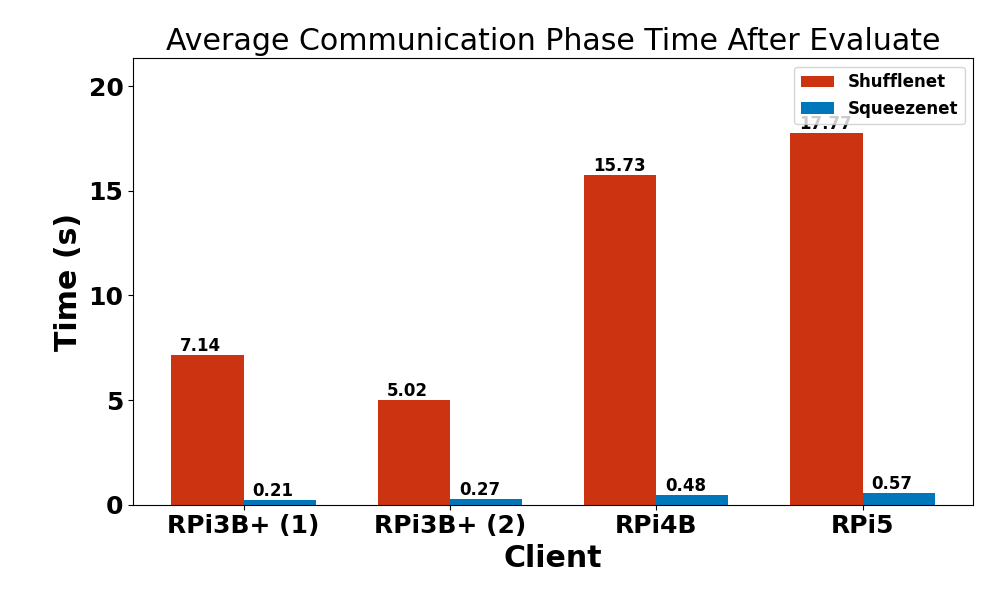 Average Communication Phase Time After Evaluate
Time (s)
20
15
10
5
0
Shufflenet
Squeezenet
7.14
0.21
5.02
0.27
15.73
0.48
17.77
0.57
RPi3B+ (1)
RPi3B+ (2)
RPi4B
RPi5
Client